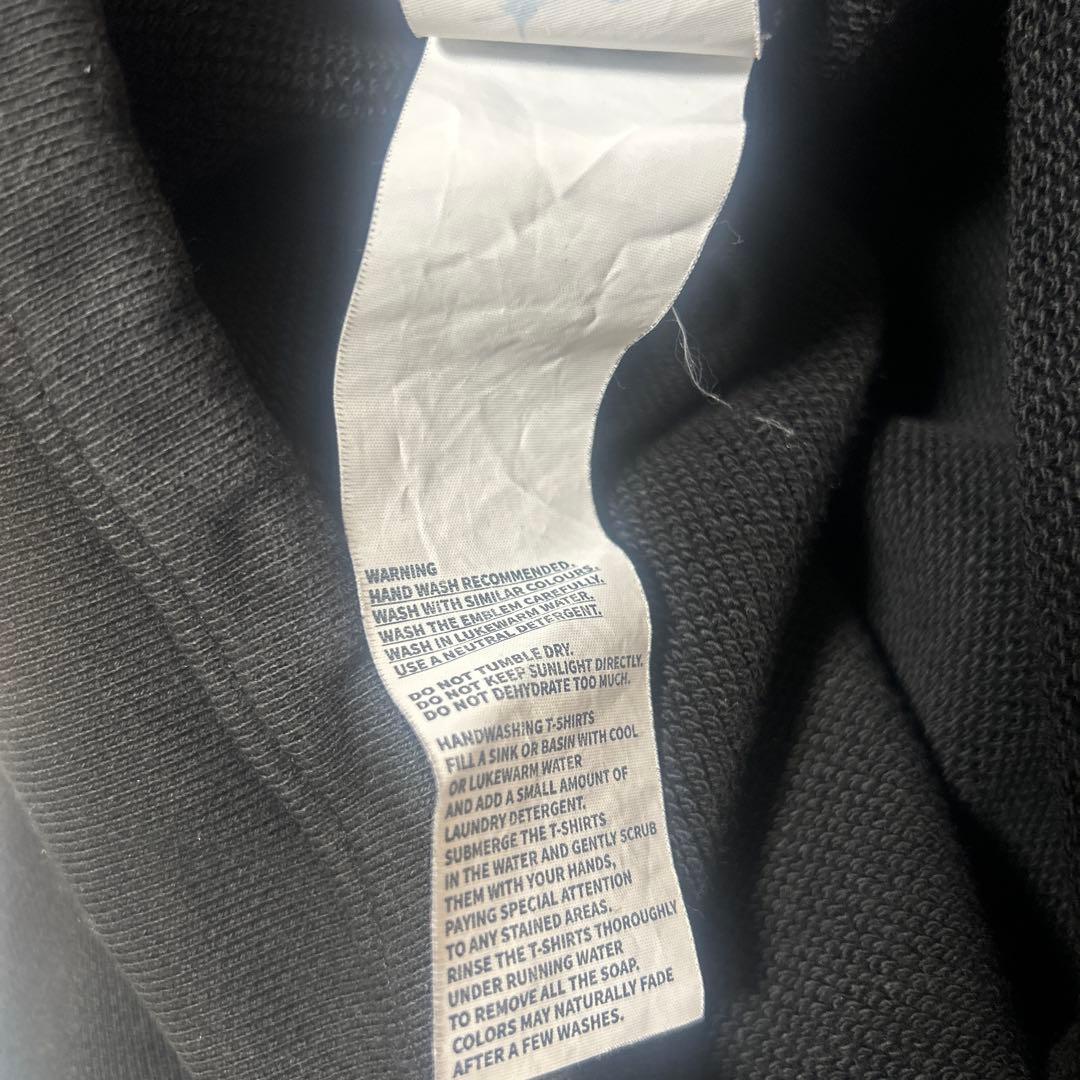 WARNING
HAND WASH RECOMMENDED.
WASH WITH SIMILAR COLOURS.
WASH THE EMBLEM CAREFULLY.
WASH IN LUKEWARM WATER.
USE A NEUTRAL DETERGENT.
DO NOT TUMBLE DRY.
DO NOT KEEP SUNLIGHT DIRECTLY.
DO NOT DEHYDRATE TOO MUCH.
HANDWASHING T-SHIRTS
FILL A SINK OR BASIN WITH COOL
OR LUKEWARM WATER
AND ADD A SMALL AMOUNT OF
LAUNDRY DETERGENT.
SUBMERGE THE T-SHIRTS
IN THE WATER AND GENTLY SCRUB
THEM WITH YOUR HANDS,
PAYING SPECIAL ATTENTION
TO ANY STAINED AREAS.
RINSE THE T-SHIRTS THOROUGHLY
UNDER RUNNING WATER
TO REMOVE ALL THE SOAP.
COLORS MAY NATURALLY FADE
AFTER A FEW WASHES.